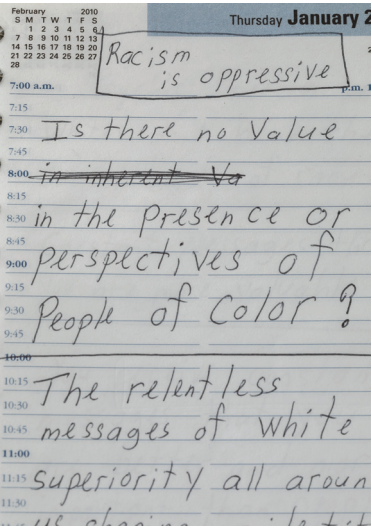 February 2010
S M T W T F S
1 2 3 4 5 6
7 8 9 10 11 12 13
14 15 16 17 18 19 20
21 22 23 24 25 26 27
28
Thursday January 2
Racism
is oppressive
7:00 a.m.
p.m. 1
7:15
7:30 Is there no Value
7:45
8:00 in inherent Va
8:15
8:30 in the presence or
8:45
9:00 perspectives of
9:15
9:30 People of Color?
9:45
10:00
10:15 The relentless
10:30
10:45 messages of white
11:00
11:15 superiority all aroun
11:30